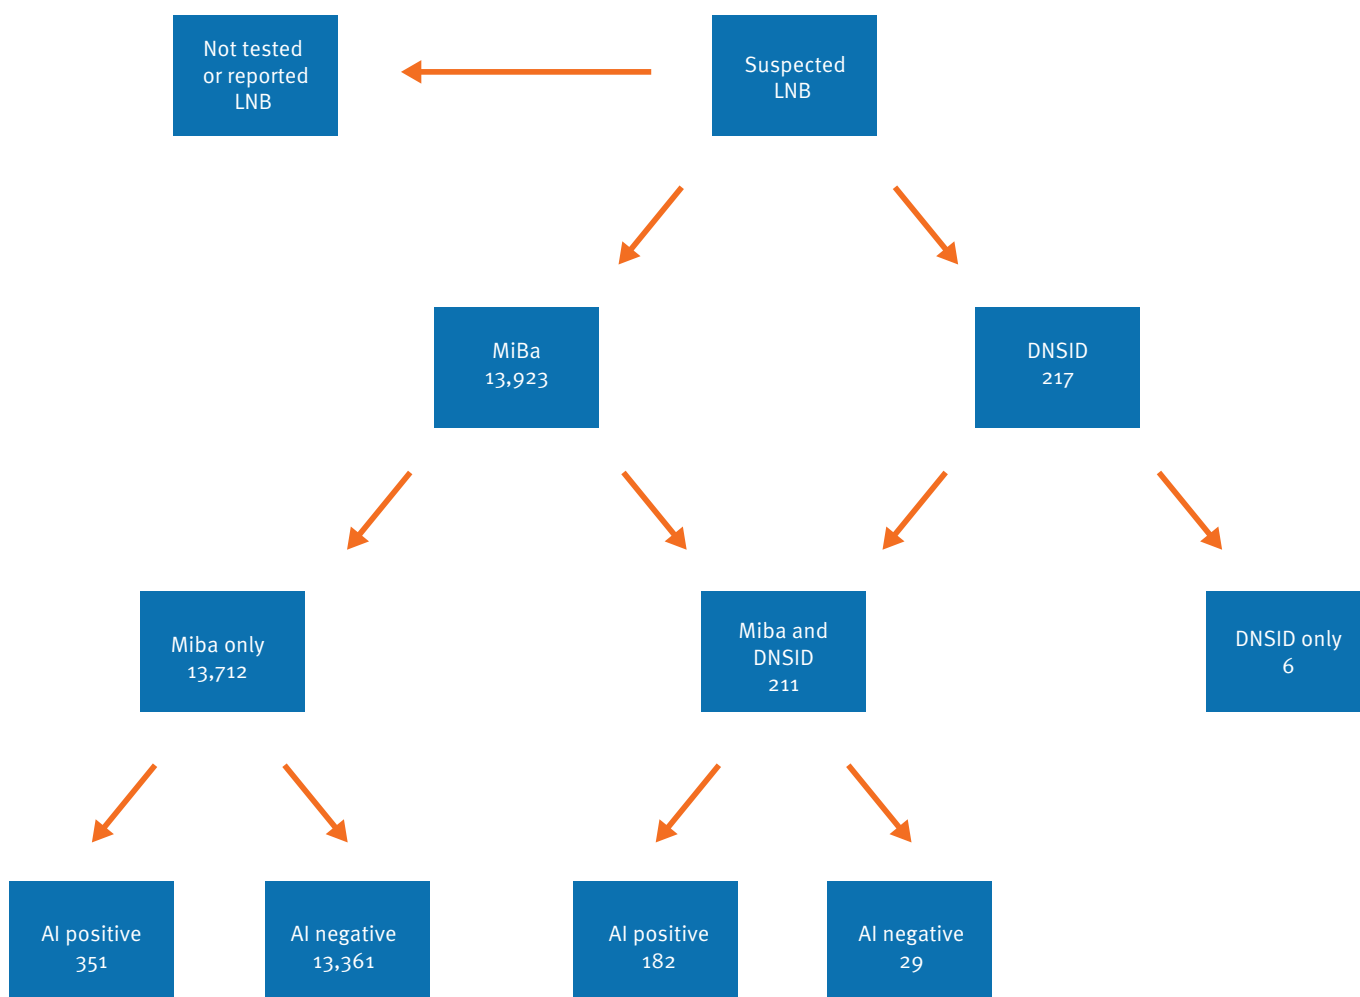 Not tested
or reported
LNB
Suspected
LNB
MiBa
13,923
DNSID
217
Miba only
13,712
Miba and
DNSID
211
DNSID only
6
AI positive
351
AI negative
13,361
AI positive
182
AI negative
29